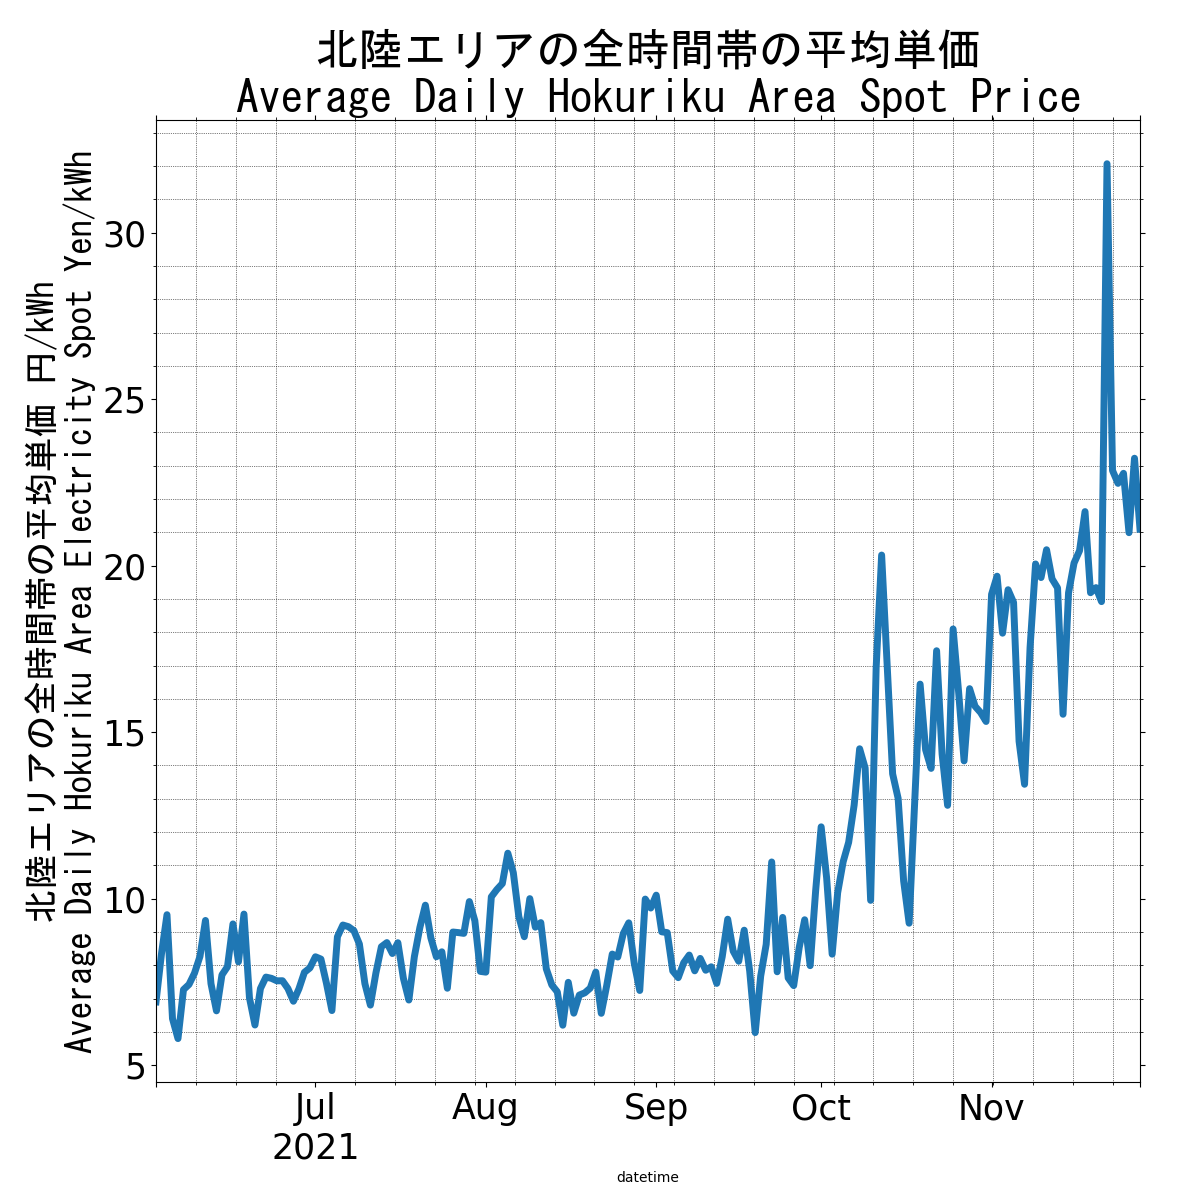 北陸エリアの全時間帯の平均単価
Average Daily Hokuriku Area Spot Price
北陸エリアの全時間帯の平均単価 円/kWh
Average Daily Hokuriku Area Electricity Spot Yen/kWh
30
25
20
15
10
5
Jul
2021
Aug
Sep
Oct
Nov
datetime